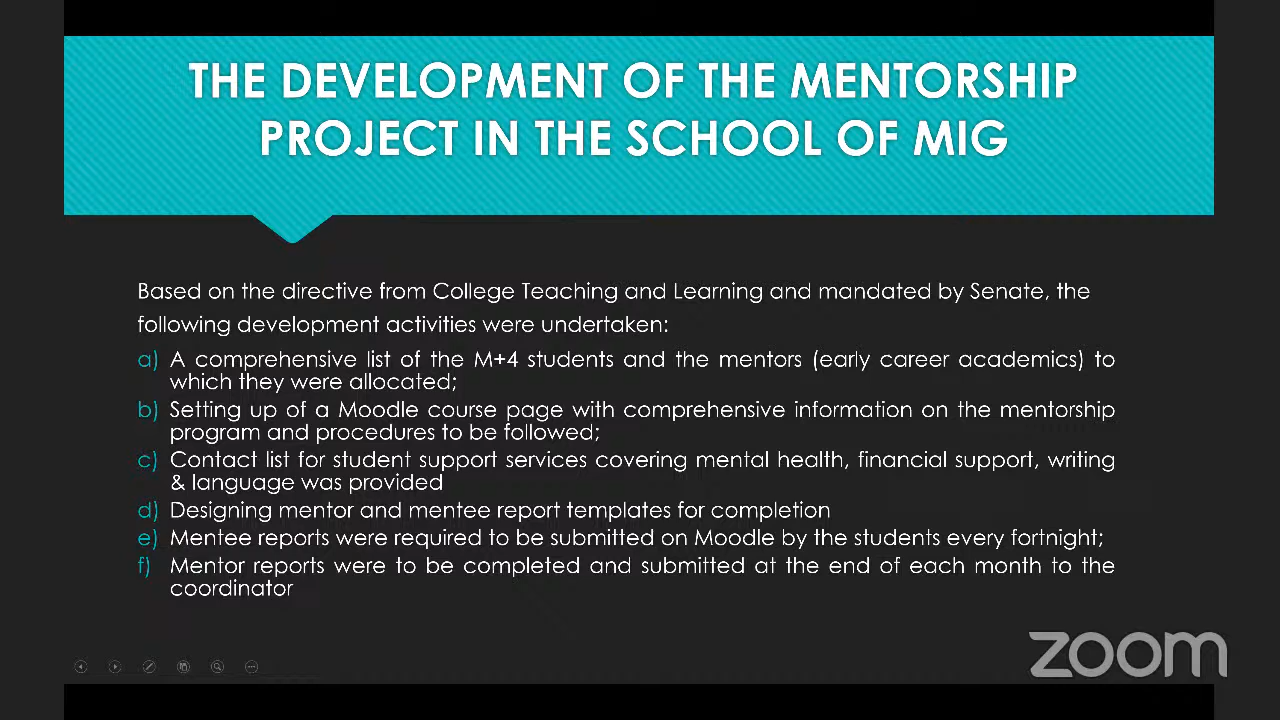 THE DEVELOPMENT OF THE MENTORSHIP
PROJECT IN THE SCHOOL OF MIG
Based on the directive from College Teaching and Learning and mandated by Senate, the
following development activities were undertaken:
a) A comprehensive list of the M+4 students and the mentors (early career academics) to
which they were allocated;
b) Setting up of a Moodle course page with comprehensive information on the mentorship
program and procedures to be followed;
c) Contact list for student support services covering mental health, financial support, writing
& language was provided
d) Designing mentor and mentee report templates for completion
e) Mentee reports were required to be submitted on Moodle by the students every fortnight;
f) Mentor reports were to be completed and submitted at the end of each month to the
coordinator
zoom